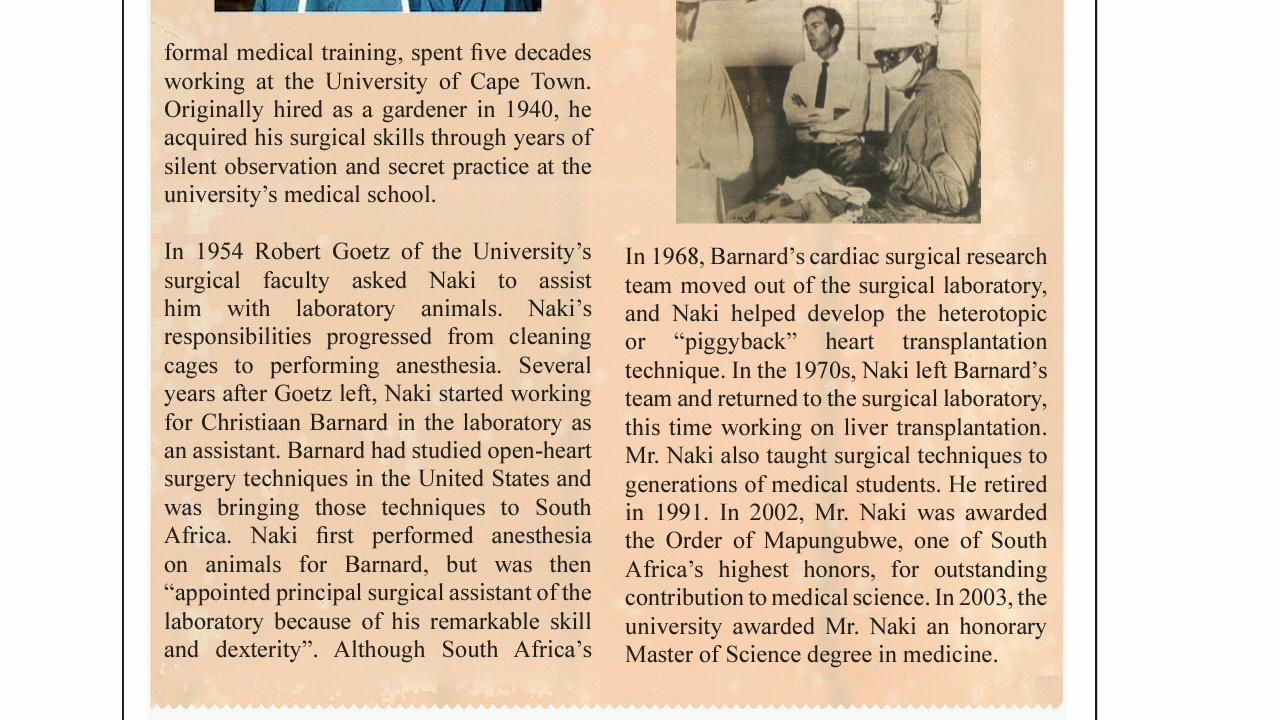 formal medical training, spent five decades
working at the University of Cape Town.
Originally hired as a gardener in 1940, he
acquired his surgical skills through years of
silent observation and secret practice at the
university’s medical school.
In 1954 Robert Goetz of the University’s
surgical faculty asked Naki to assist
him with laboratory animals. Naki’s
responsibilities progressed from cleaning
cages to performing anesthesia. Several
years after Goetz left, Naki started working
for Christiaan Barnard in the laboratory as
an assistant. Barnard had studied open-heart
surgery techniques in the United States and
was bringing those techniques to South
Africa. Naki first performed anesthesia
on animals for Barnard, but was then
“appointed principal surgical assistant of the
laboratory because of his remarkable skill
and dexterity”. Although South Africa’s
In 1968, Barnard’s cardiac surgical research
team moved out of the surgical laboratory,
and Naki helped develop the heterotopic
or “piggyback” heart transplantation
technique. In the 1970s, Naki left Barnard’s
team and returned to the surgical laboratory,
this time working on liver transplantation.
Mr. Naki also taught surgical techniques to
generations of medical students. He retired
in 1991. In 2002, Mr. Naki was awarded
the Order of Mapungubwe, one of South
Africa’s highest honors, for outstanding
contribution to medical science. In 2003, the
university awarded Mr. Naki an honorary
Master of Science degree in medicine.